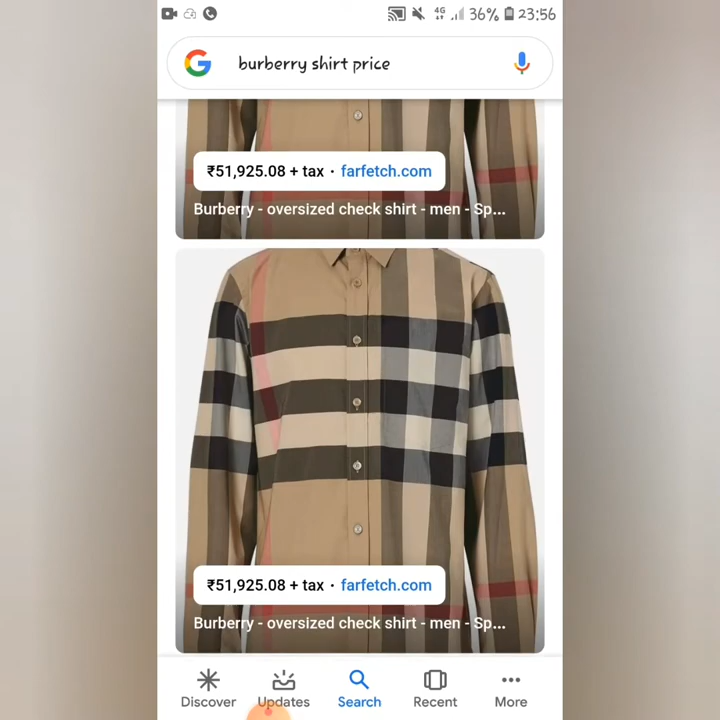 4G 36% 23:56
burberry shirt price
₹51,925.08 + tax · farfetch.com
Burberry - oversized check shirt - men - Sp...
₹51,925.08 + tax · farfetch.com
Burberry - oversized check shirt - men - Sp...
Discover Updates Search Recent More